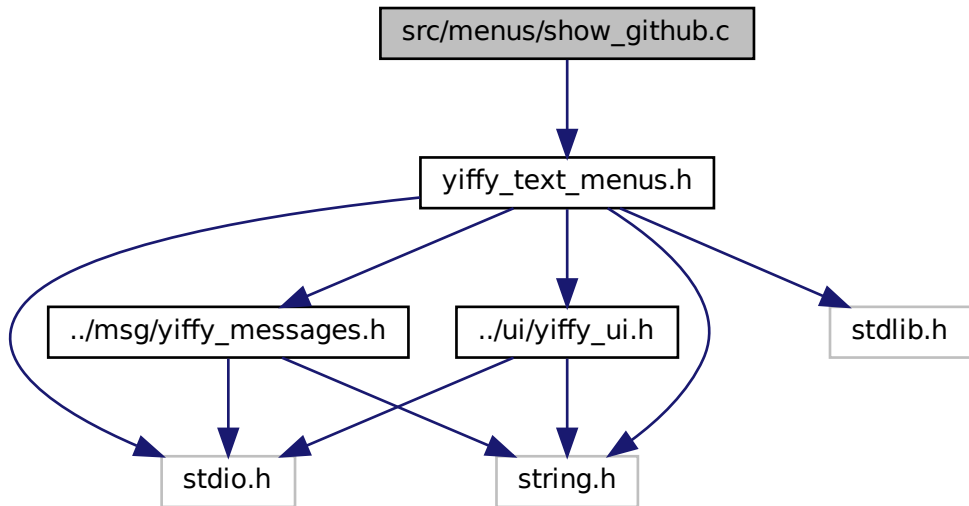 src/menus/show_github.c
yiffy_text_menus.h
../msg/yiffy_messages.h
../ui/yiffy_ui.h
stdlib.h
stdio.h
string.h